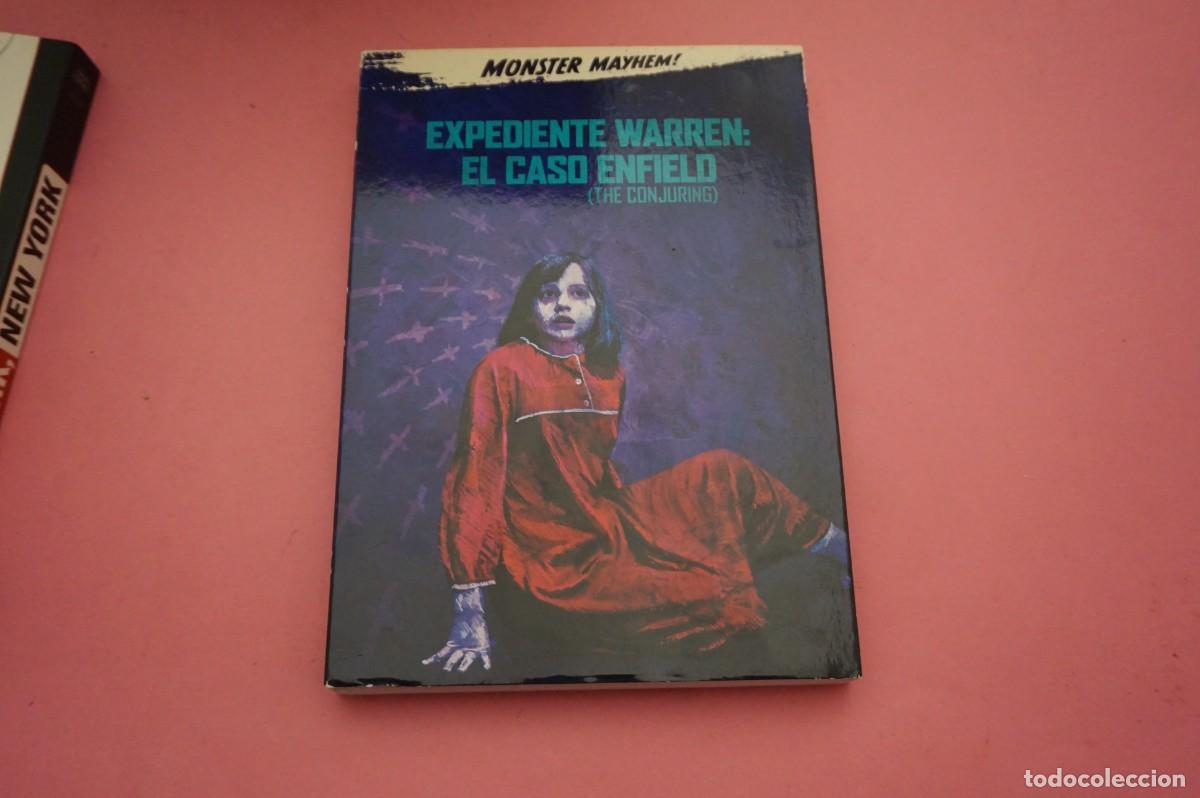 MONSTER MAYHEM!
EXPEDIENTE WARREN:
EL CASO ENFIELD
(THE CONJURING)
NEW YORK
todocoleccion